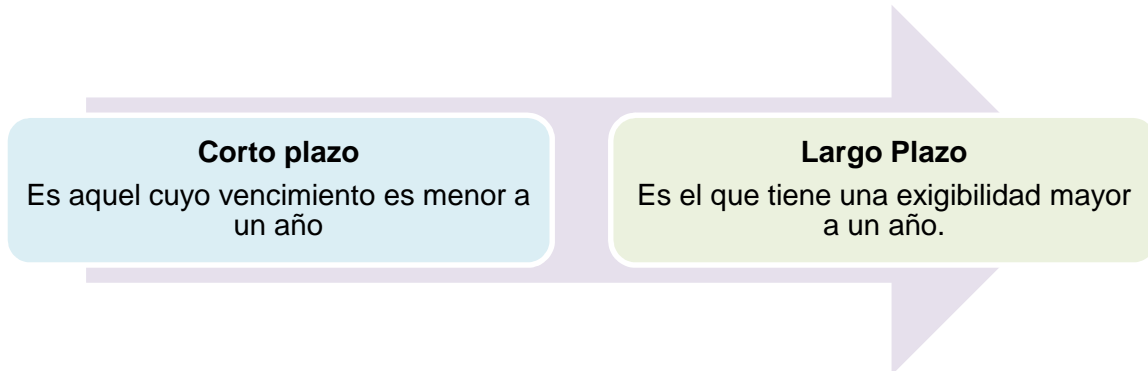 Corto plazo
Es aquel cuyo vencimiento es menor a
un año
Largo Plazo
Es el que tiene una exigibilidad mayor
a un año.